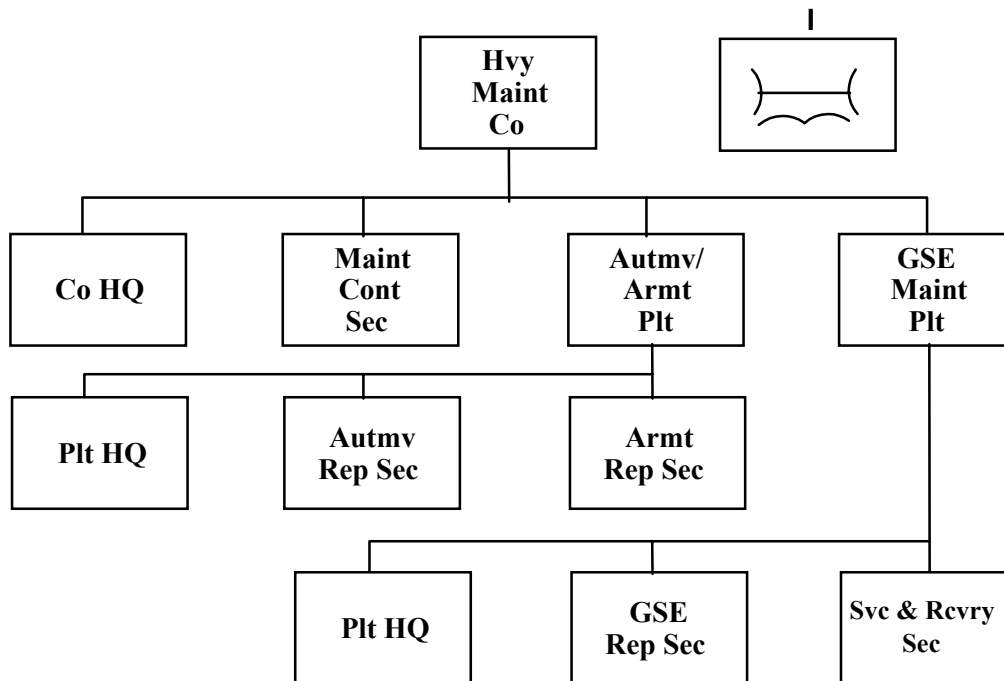 I
Hvy
Maint
Co
Co HQ
Maint
Cont
Sec
Autmv/
Armt
Plt
GSE
Maint
Plt
Plt HQ
Autmv
Rep Sec
Armt
Rep Sec
Plt HQ
GSE
Rep Sec
Svc & Rcvry
Sec